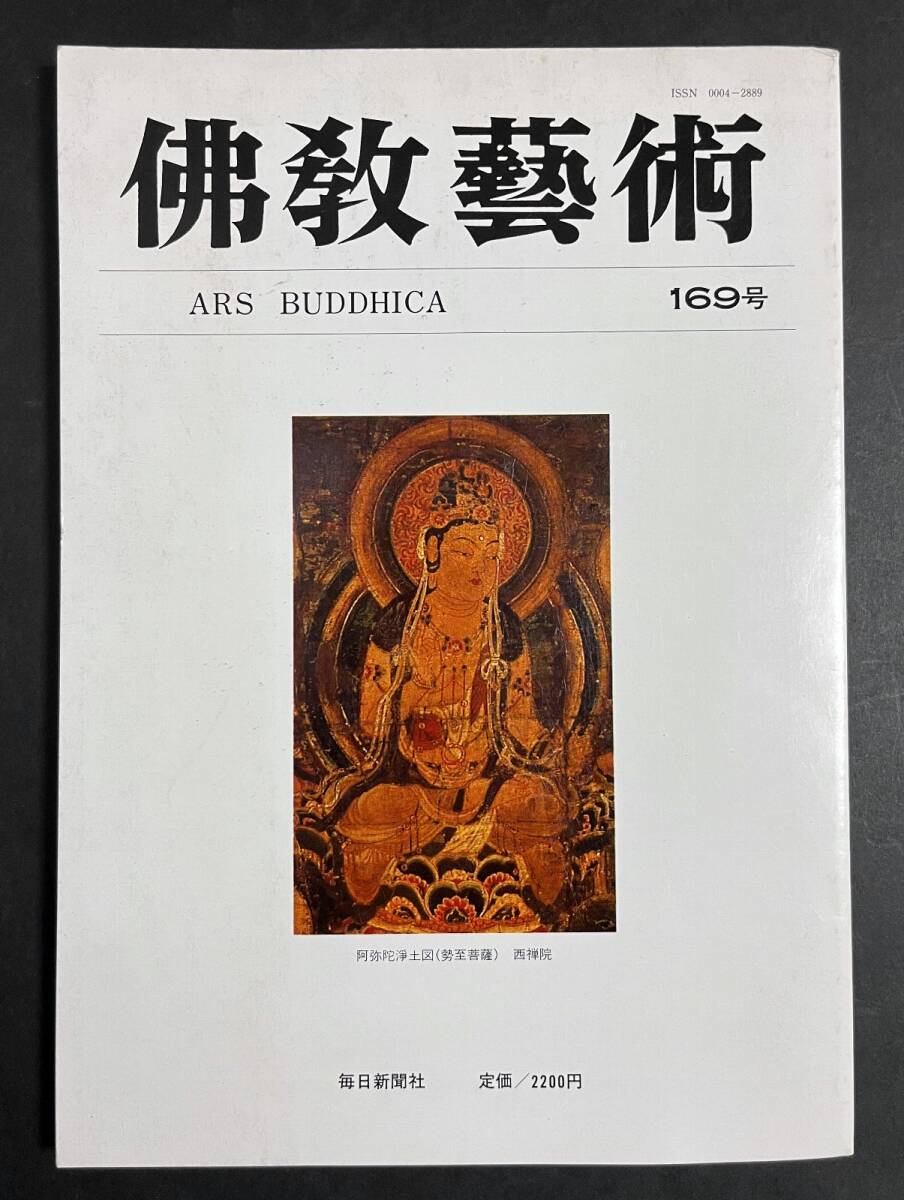 ISSN 0004-2889
佛教藝術
ARS BUDDHICA 169号
阿弥陀淨土図(勢至菩薩) 西禅院
毎日新聞社 定価/2200円